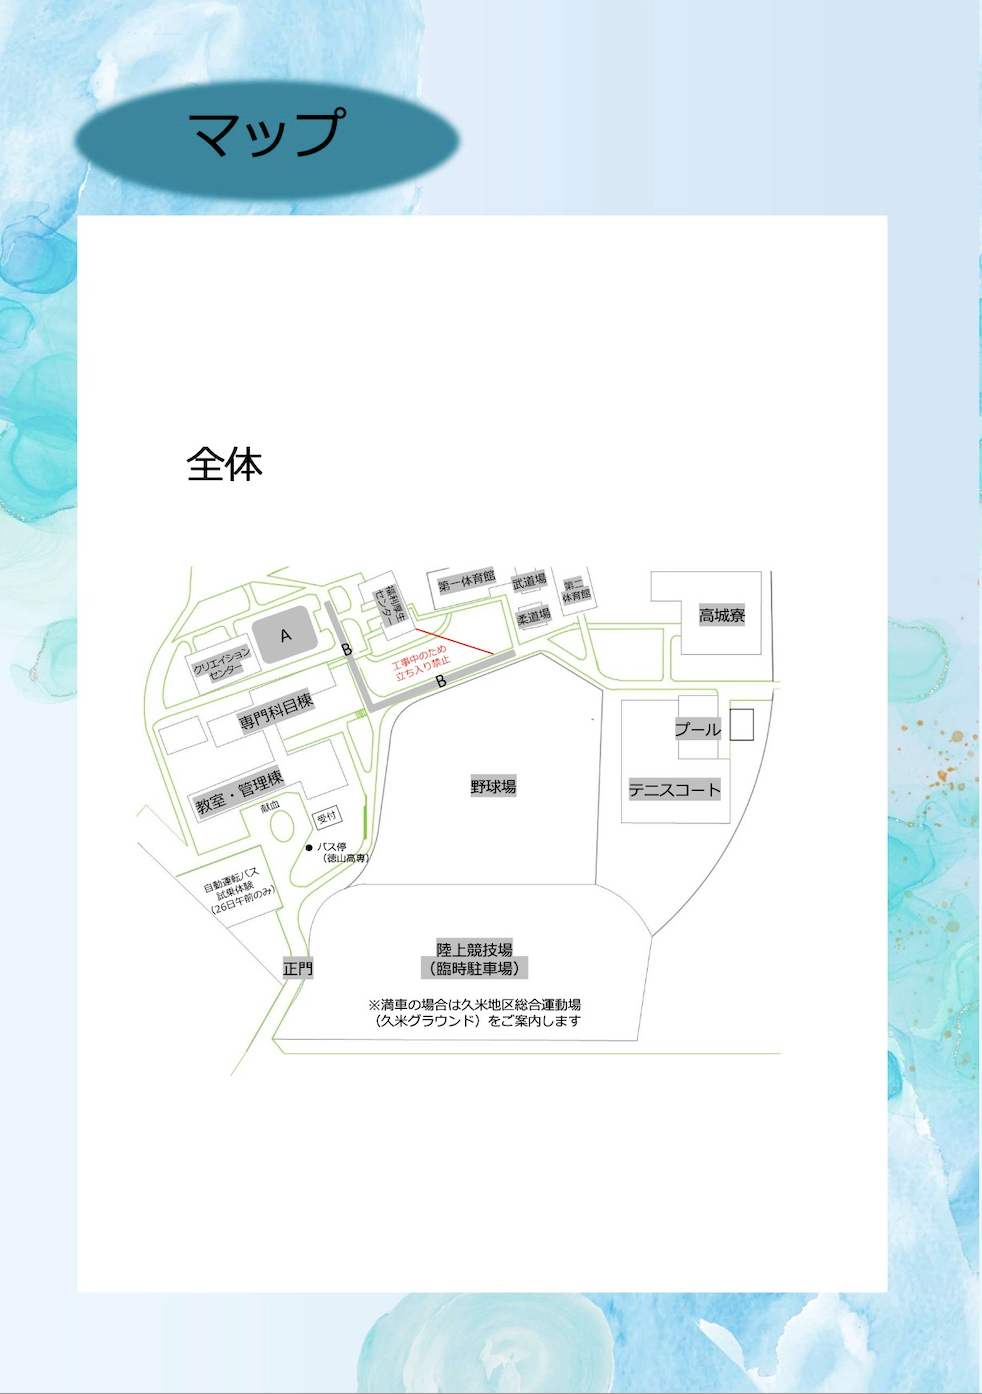 マップ
全体
第一体育館
武道場
第二
体育館
福利厚生
センター
柔道場
高城寮
A
B
クリエイション
センター
工事中のため
立ち入り禁止
B
専門科目棟
プール
教室・管理棟
野球場
テニスコート
献血
受付
バス停
（徳山高専）
自動運転バス
試乗体験
(26日午前のみ)
陸上競技場
（臨時駐車場）
正門
※満車の場合は久米地区総合運動場
（久米グラウンド）をご案内します